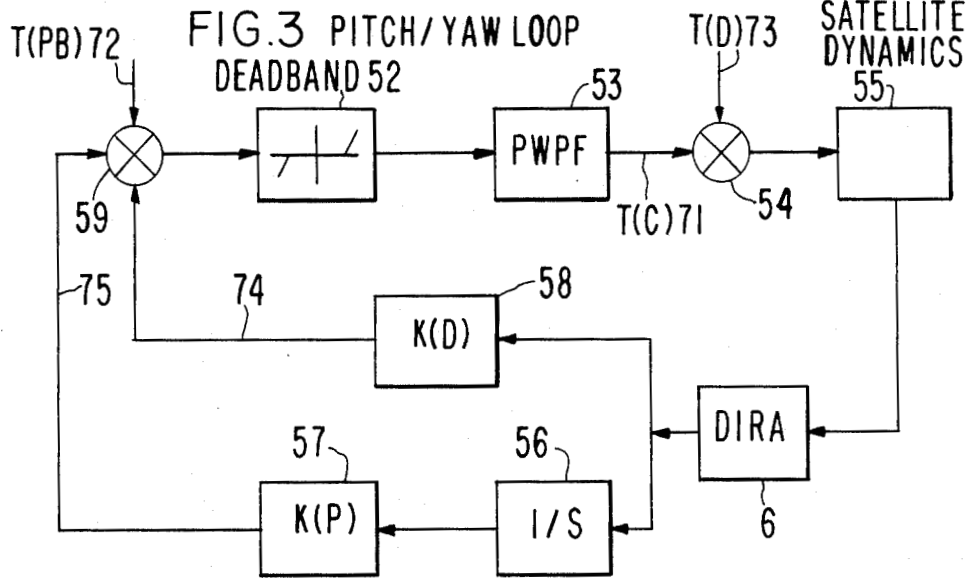 FIG.3 PITCH/YAW LOOP
T(PB)72
DEADBAND 52
53
T(D)73
SATELLITE
DYNAMICS
55
PWPF
59
T(C)71
54
75
74
58
K(D)
DIRA
6
57
K(P)
56
I/S